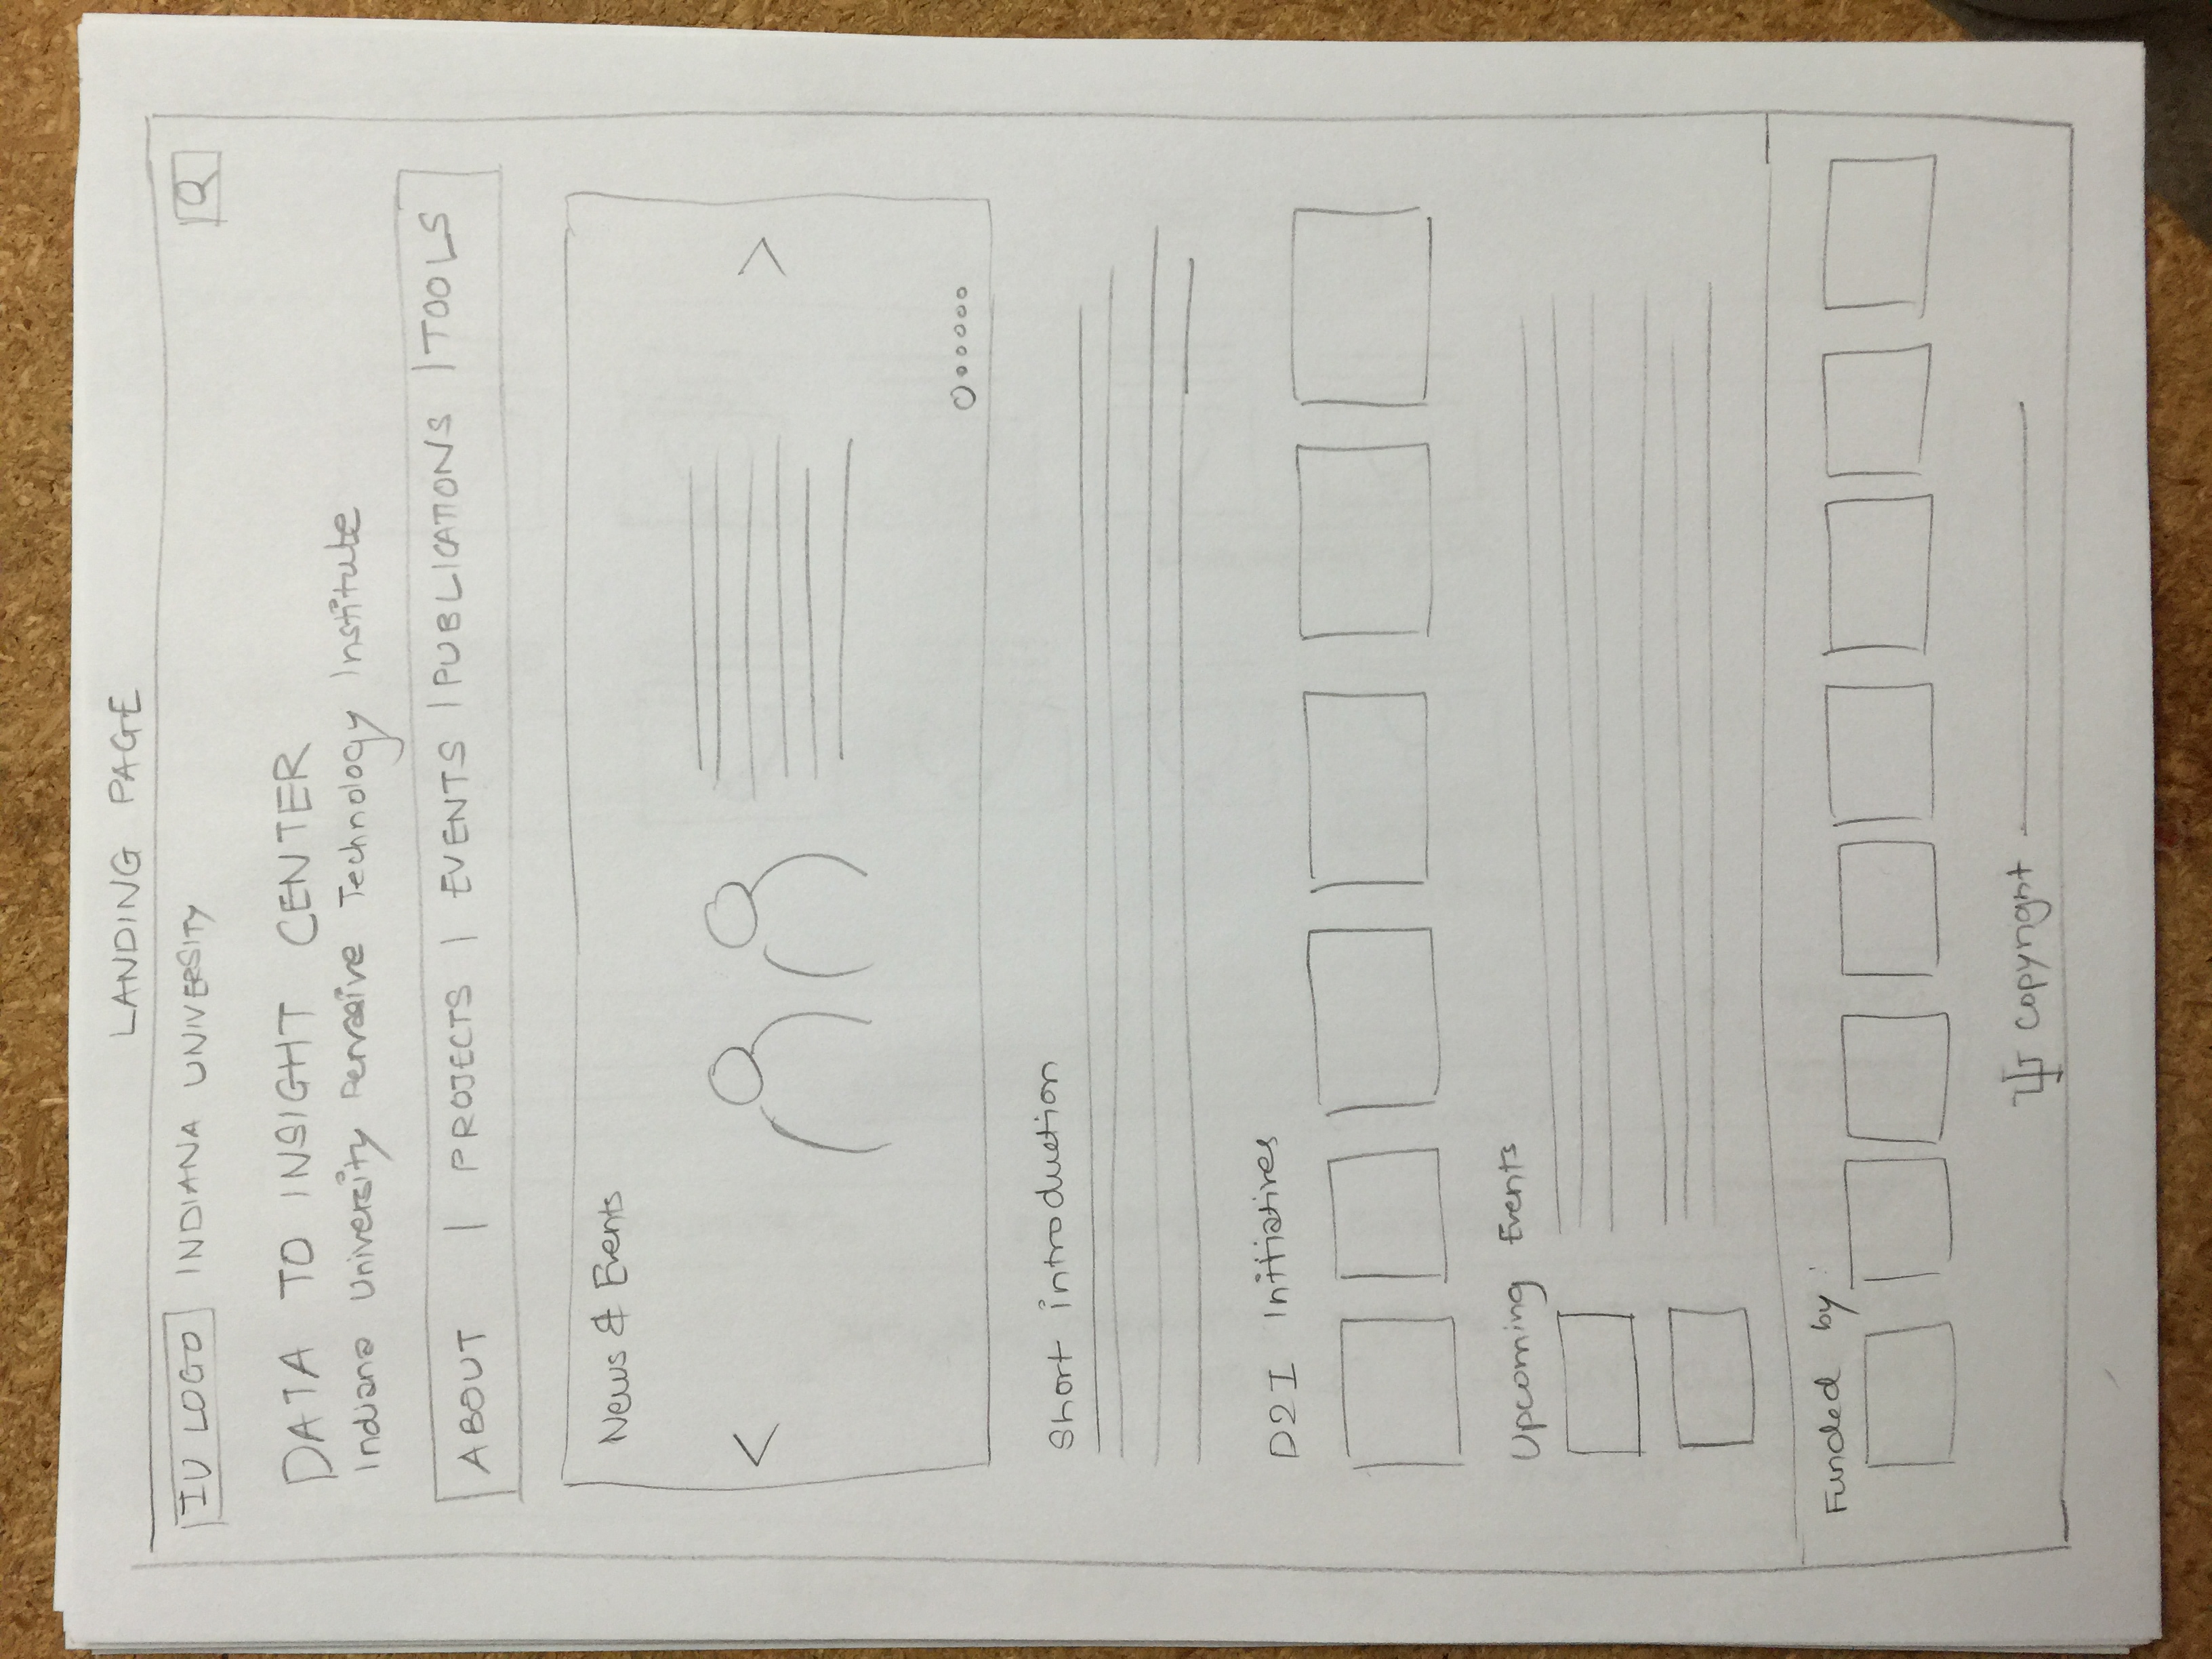 LANDING PAGE
IU LOGO INDIANA UNIVERSITY
DATA TO INSIGHT CENTER
Indiana University Pervasive Technology Institute
ABOUT | PROJECTS | EVENTS | PUBLICATIONS | TOOLS
News & Events
< >
Short introduction
D2I Initiatives
Upcoming Events
Funded by:
Copyright